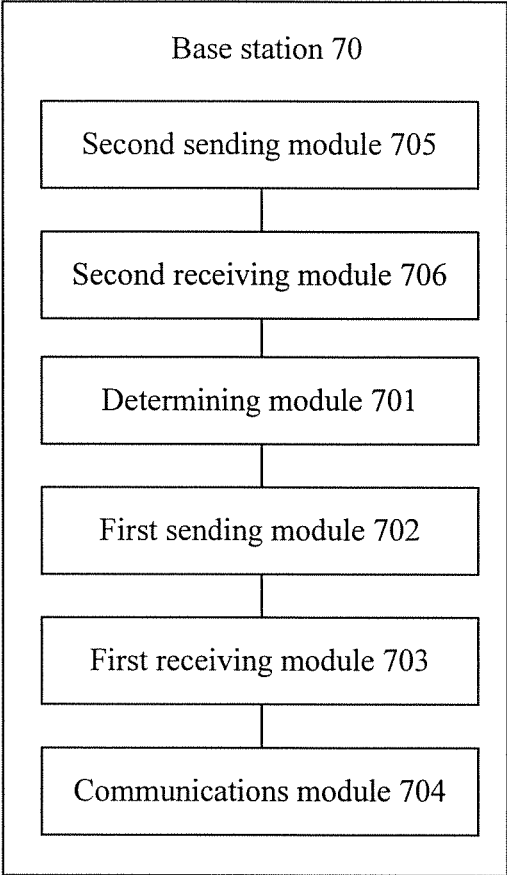 Base station 70
Second sending module 705
Second receiving module 706
Determining module 701
First sending module 702
First receiving module 703
Communications module 704